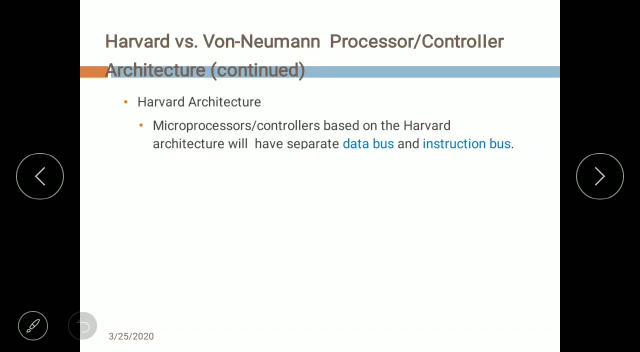 Harvard vs. Von-Neumann Processor/Controller
Architecture (continued)
• Harvard Architecture
• Microprocessors/controllers based on the Harvard
architecture will have separate data bus and instruction bus.
3/25/2020